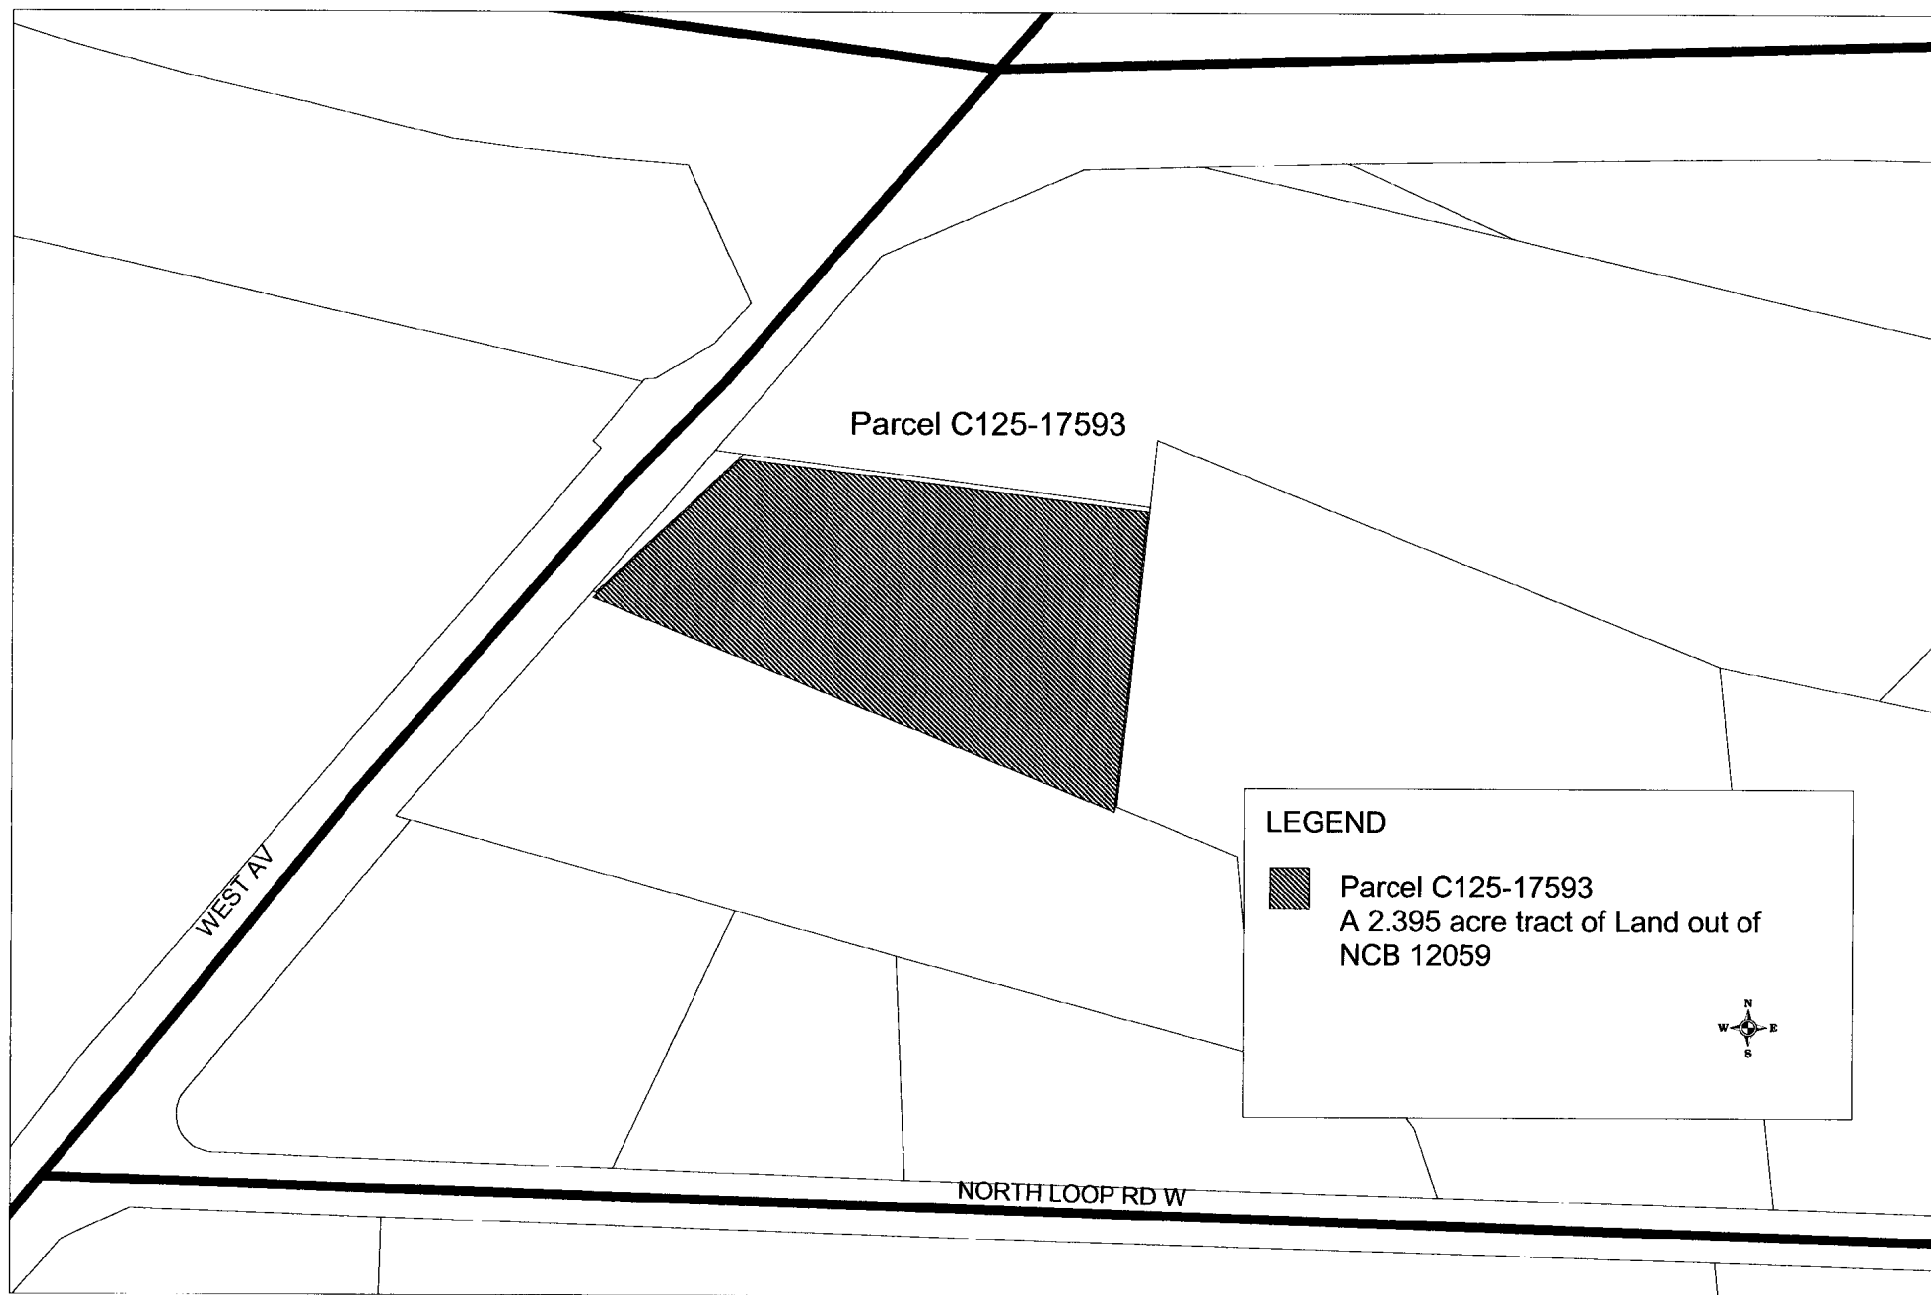 Parcel C125-17593
WEST AV
LEGEND
Parcel C125-17593
A 2.395 acre tract of Land out of
NCB 12059
N
W E
S
NORTH LOOP RD W